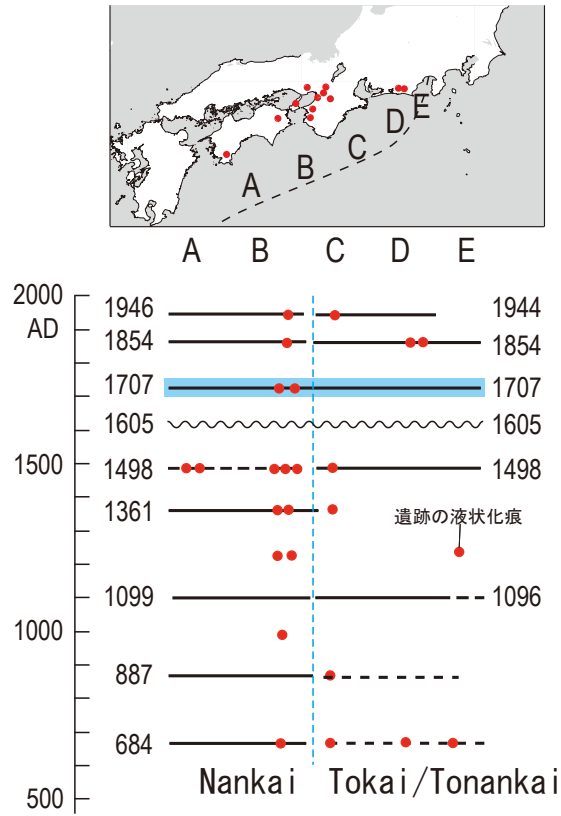 A B C D E
A B C D E
2000
AD
1946 1944
1854 1854
1707 1707
1605 1605
1500
1498 1498
1361
遺跡の液状化痕
1099 1096
1000
887
684
500
Nankai Tokai/Tonankai